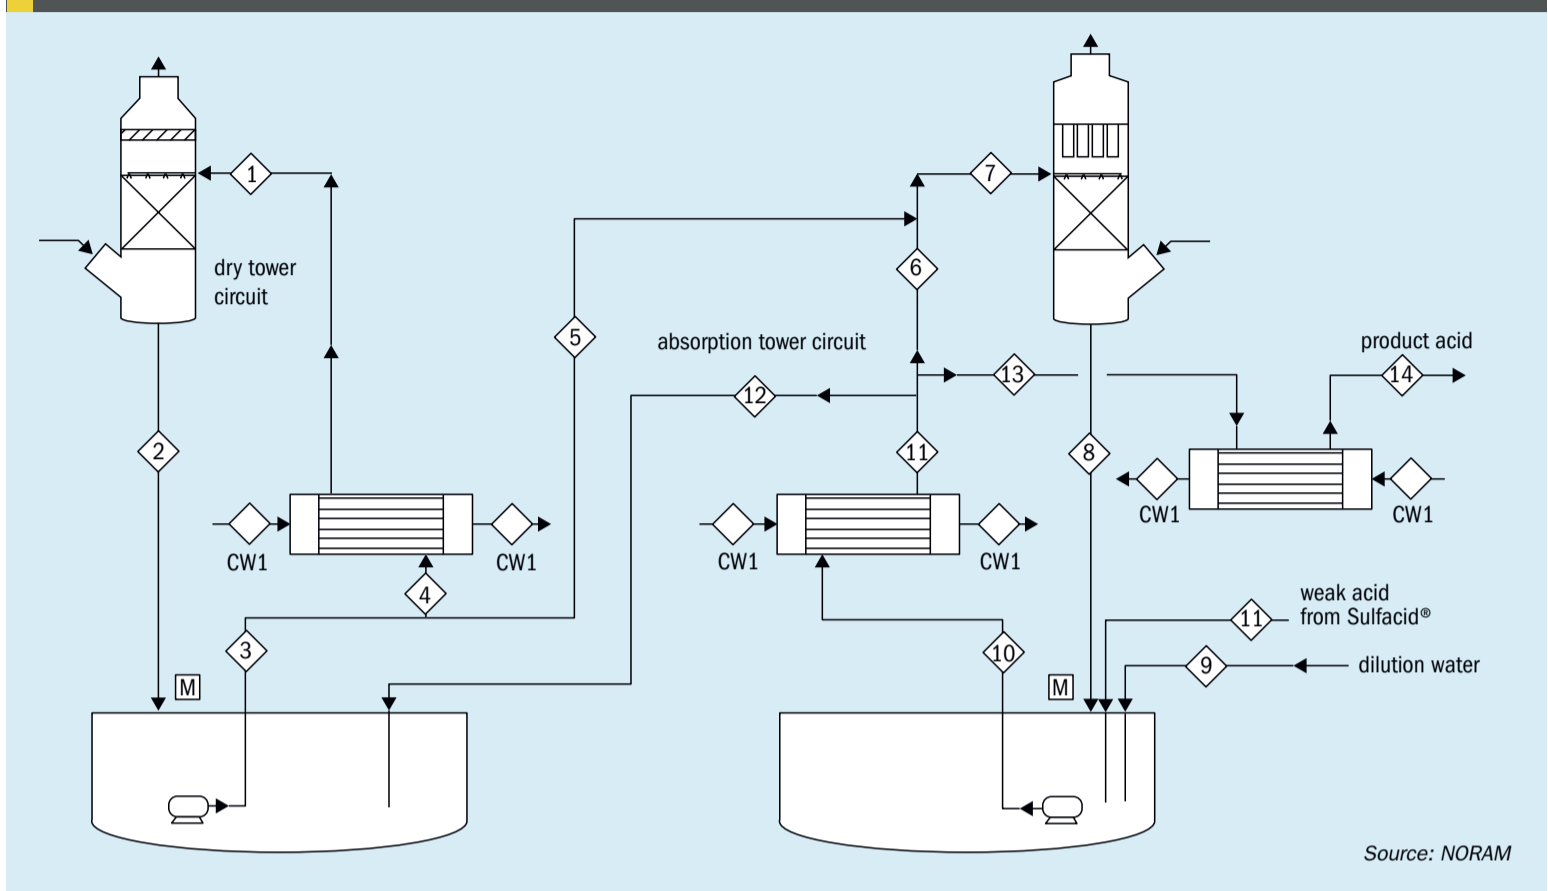 1
7
dry tower
circuit
6
5
absorption tower circuit
product acid
13
14
12
2
11
8
CW1
CW1
CW1
CW1
CW1
CW1
4
weak acid
from Sulfacid®
11
3
10
9
dilution water
M
M
Source: NORAM